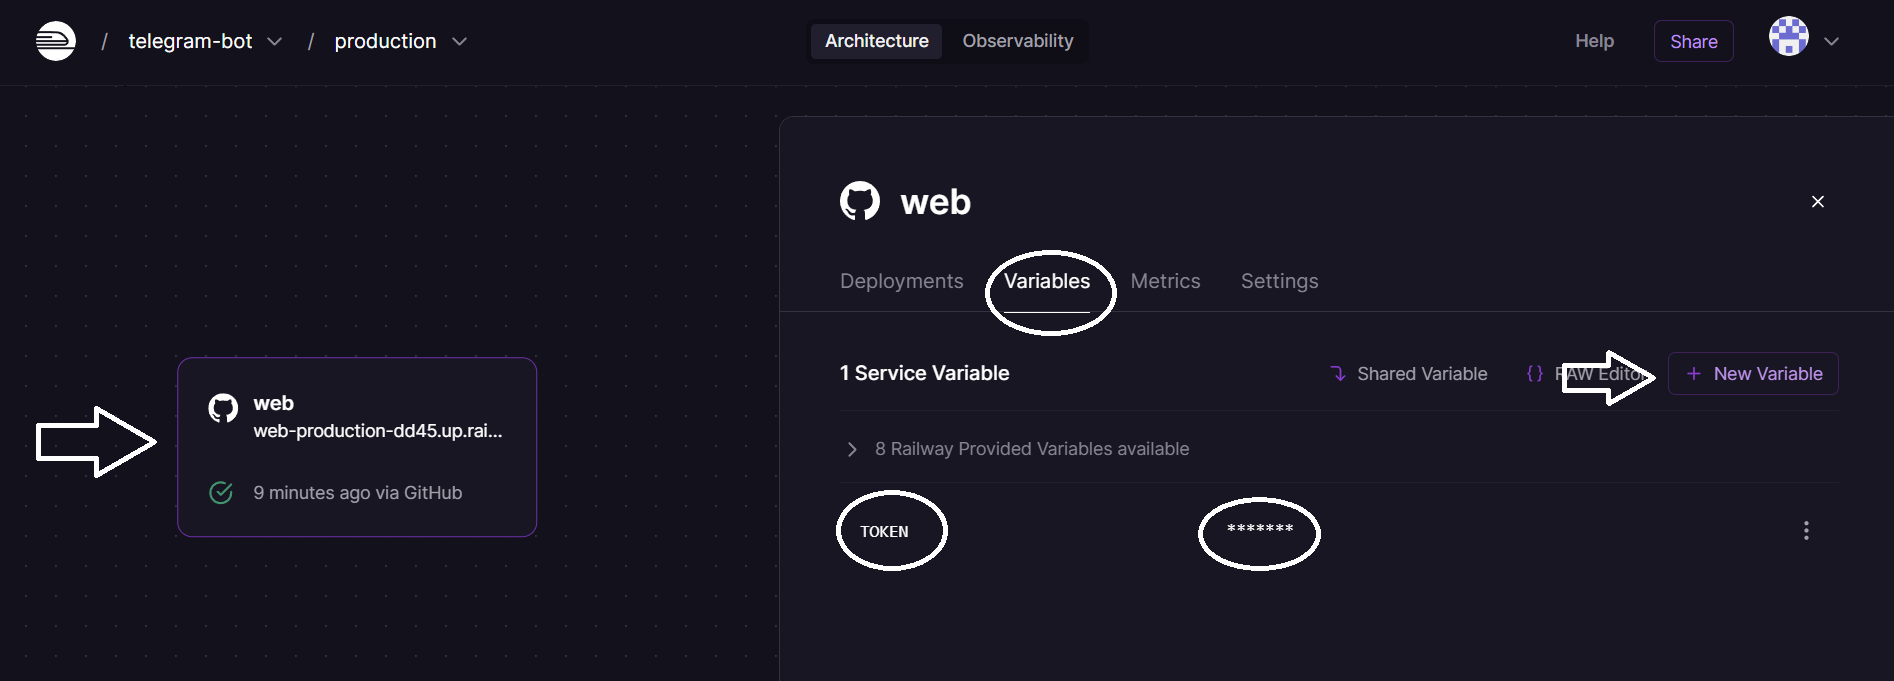 / telegram-bot / production
Architecture Observability
Help Share
web
Deployments Variables Metrics Settings
1 Service Variable Shared Variable {} RAW Editor + New Variable
8 Railway Provided Variables available
TOKEN *******
web
web-production-dd45.up.rai...
9 minutes ago via GitHub